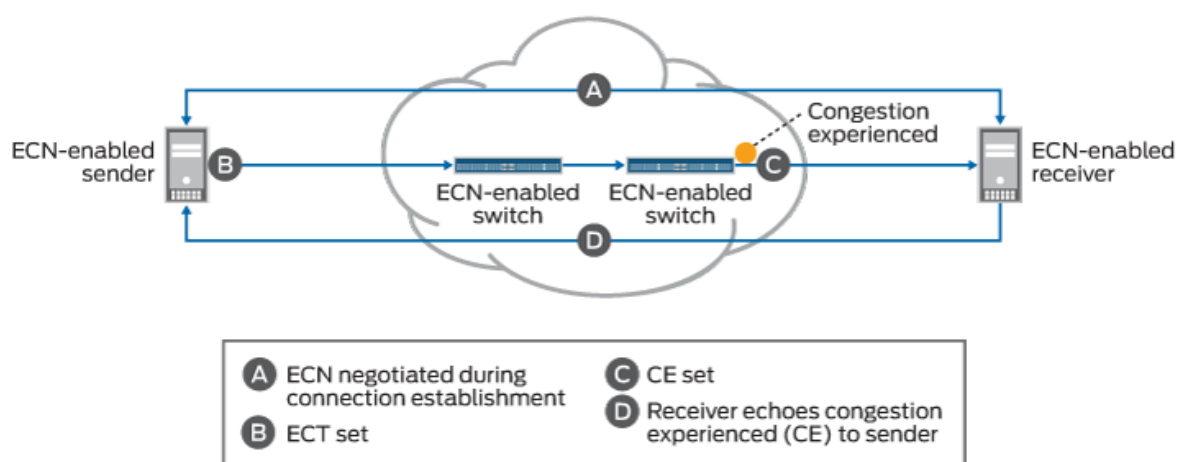 A
Congestion
experienced
ECN-enabled
sender
B
C
ECN-enabled
receiver
ECN-enabled
switch
ECN-enabled
switch
D
A ECN negotiated during
connection establishment
B ECT set
C CE set
D Receiver echoes congestion
experienced (CE) to sender